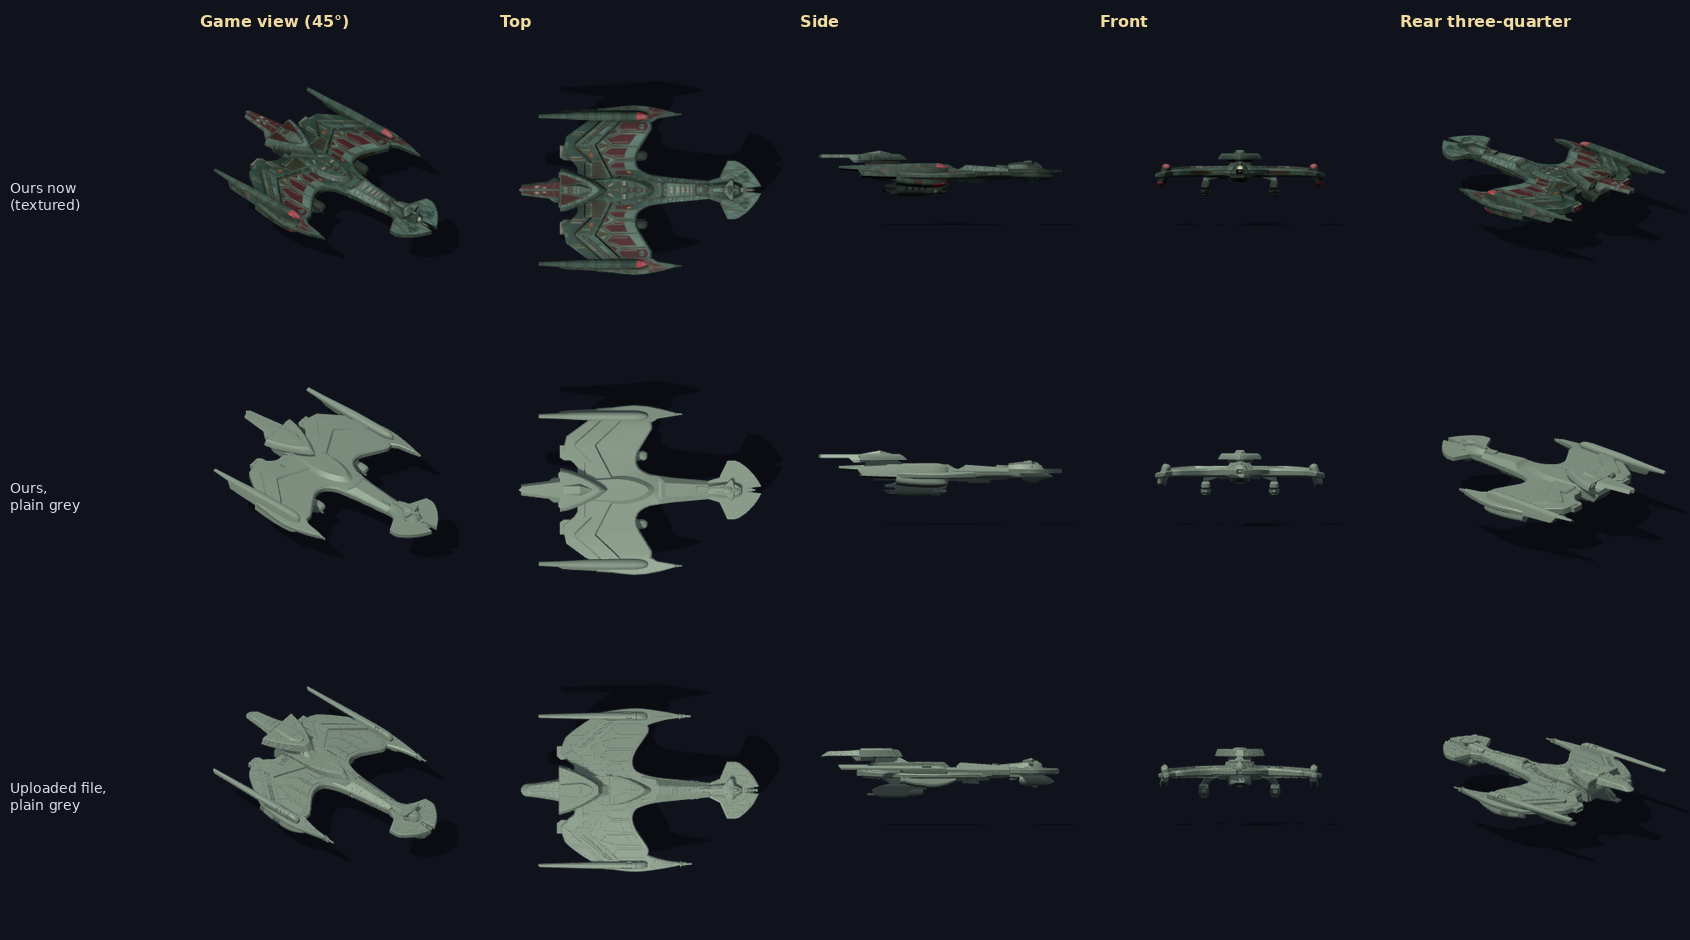 Game view (45°)
Top
Side
Front
Rear three-quarter
Ours now
(textured)
Ours,
plain grey
Uploaded file,
plain grey